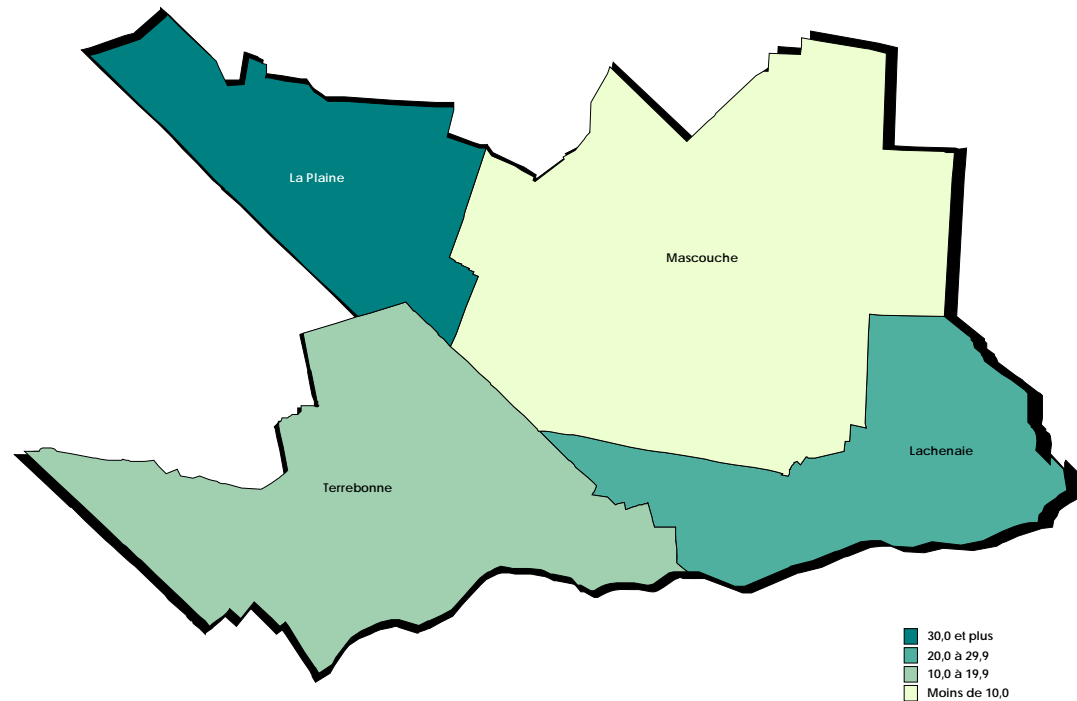 La Plaine
Mascouche
Lachenaie
Terrebonne
30,0 et plus
20,0 à 29,9
10,0 à 19,9
Moins de 10,0